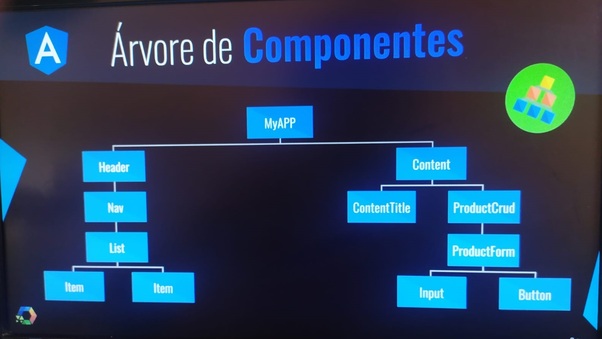 A
Árvore de Componentes
MyAPP
Header
Content
Nav
ContentTitle
ProductCrud
List
ProductForm
Item
Item
Input
Button